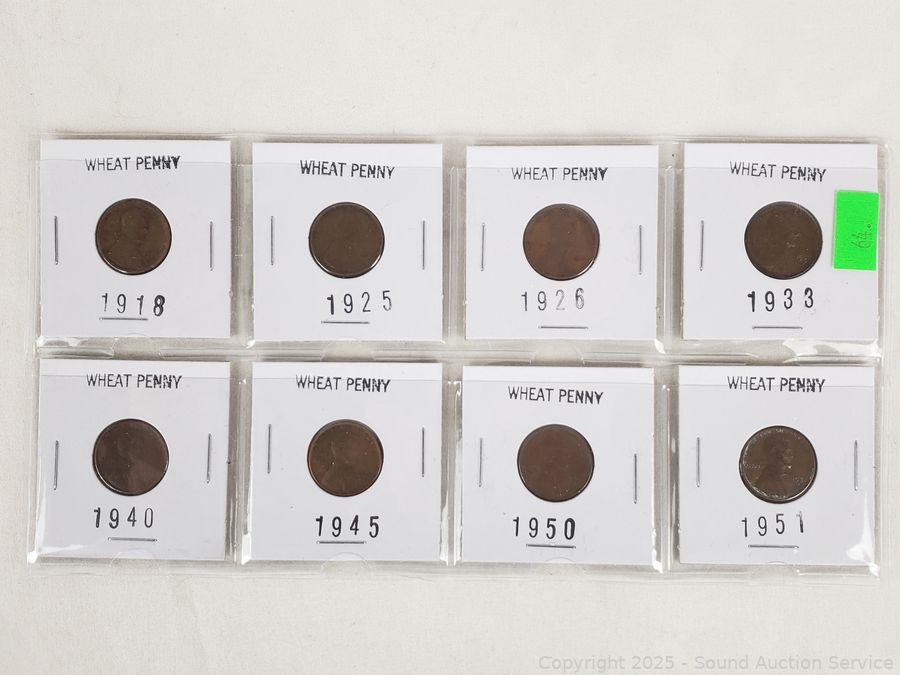 WHEAT PENNY
1918
WHEAT PENNY
1925
WHEAT PENNY
1926
WHEAT PENNY
1933
WHEAT PENNY
1940
WHEAT PENNY
1945
WHEAT PENNY
1950
WHEAT PENNY
1951
Copyright 2025 - Sound Auction Service